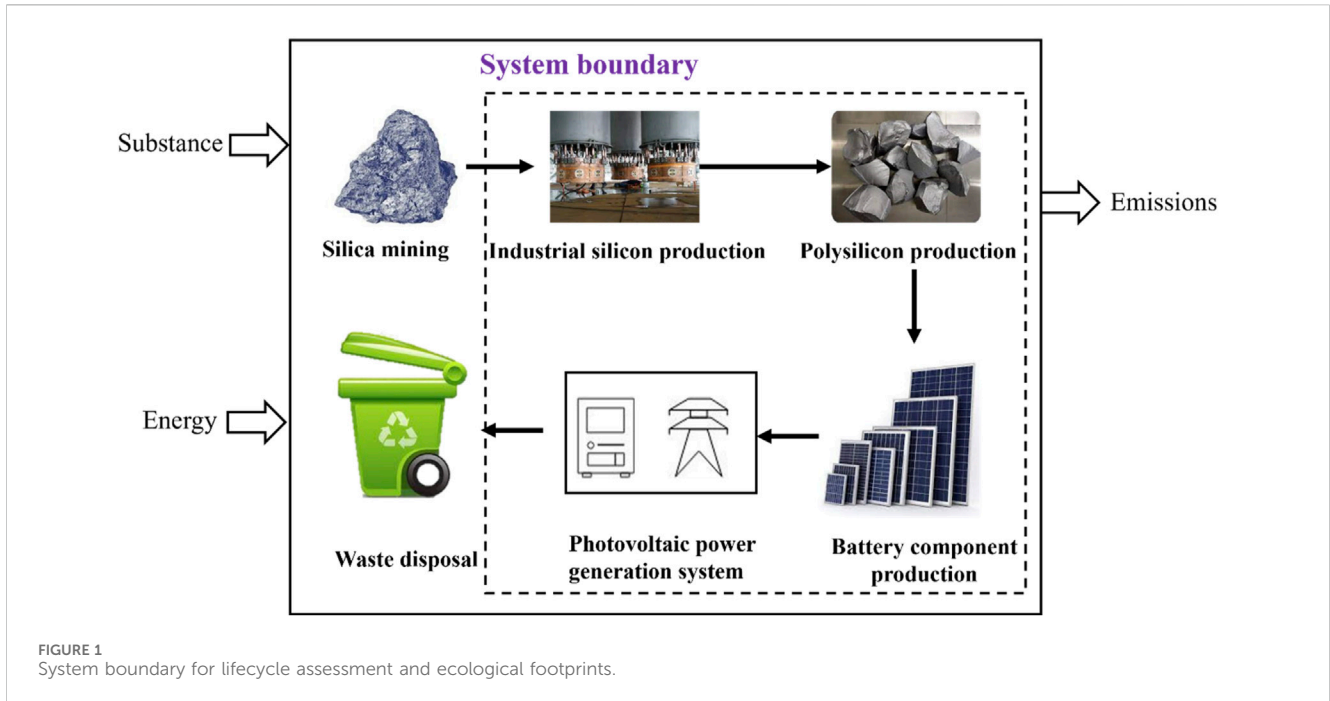 System boundary
Substance
Emissions
Silica mining
Industrial silicon production
Polysilicon production
Energy
Waste disposal
Photovoltaic power
generation system
Battery component
production
FIGURE 1
System boundary for lifecycle assessment and ecological footprints.